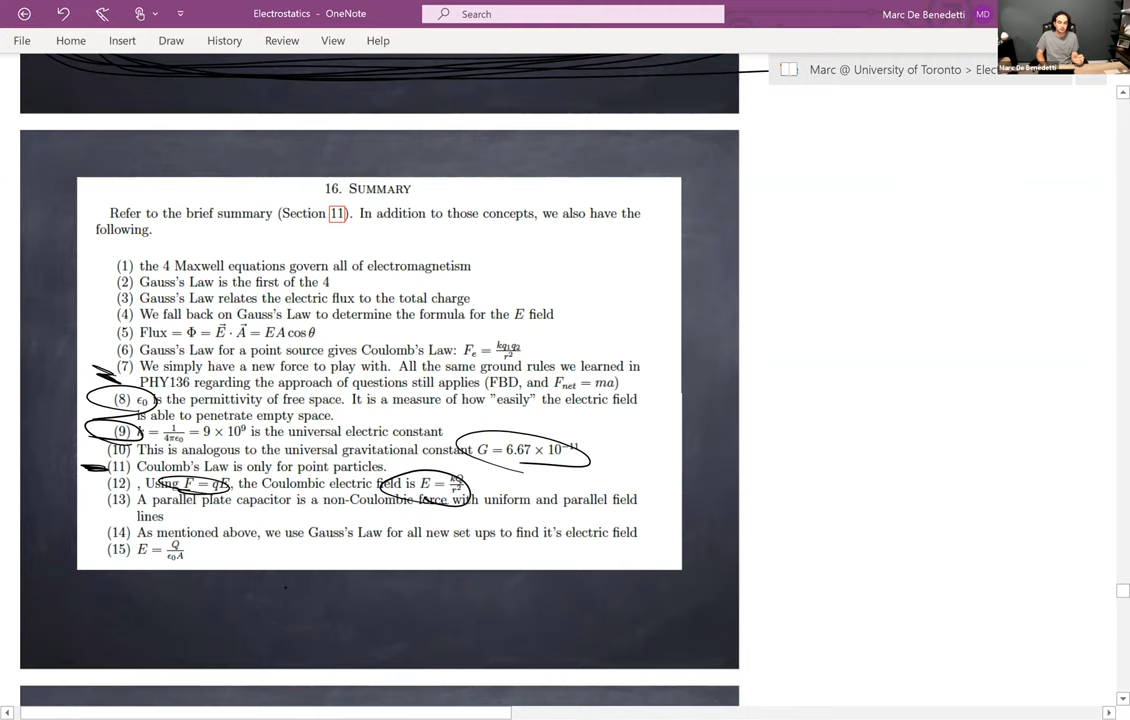 Electrostatics - OneNote
Search
Marc De Benedetti
MD
File Home Insert Draw History Review View Help
Marc De Benedetti
Marc @ University of Toronto > Elec
16. Summary
Refer to the brief summary (Section 11). In addition to those concepts, we also have the
following.
(1) the 4 Maxwell equations govern all of electromagnetism
(2) Gauss's Law is the first of the 4
(3) Gauss's Law relates the electric flux to the total charge
(4) We fall back on Gauss's Law to determine the formula for the E field
(5) Flux = Φ = E⃗ · A⃗ = EA cos θ
(6) Gauss's Law for a point source gives Coulomb's Law: Fₑ = kq₁q₂/r²
(7) We simply have a new force to play with. All the same ground rules we learned in
PHY136 regarding the approach of questions still applies (FBD, and Fnet = ma)
(8) ϵ₀ is the permittivity of free space. It is a measure of how "easily" the electric field
is able to penetrate empty space.
(9) k = 1/4πϵ₀ = 9 × 10⁹ is the universal electric constant
(10) This is analogous to the universal gravitational constant G = 6.67 × 10⁻¹¹
(11) Coulomb's Law is only for point particles.
(12) , Using F = qE, the Coulombic electric field is E = kQ/r²
(13) A parallel plate capacitor is a non-Coulombic force with uniform and parallel field
lines
(14) As mentioned above, we use Gauss's Law for all new set ups to find it's electric field
(15) E = Q/ϵ₀A